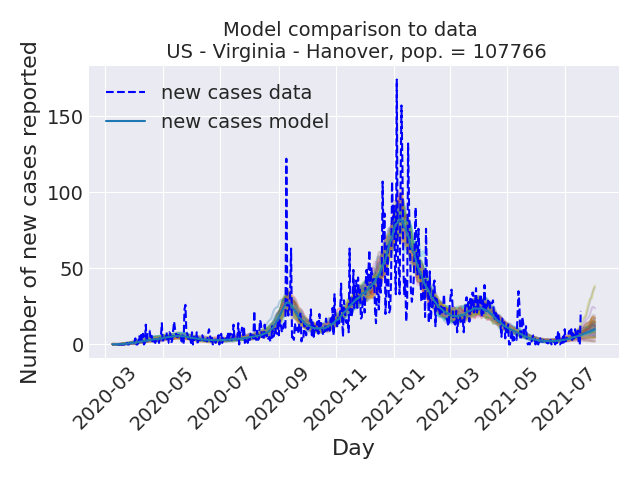 Model comparison to data
US - Virginia - Hanover, pop. = 107766
Number of new cases reported
150
100
50
0
new cases data
new cases model
2020-03
2020-05
2020-07
2020-09
2020-11
2021-01
2021-03
2021-05
2021-07
Day